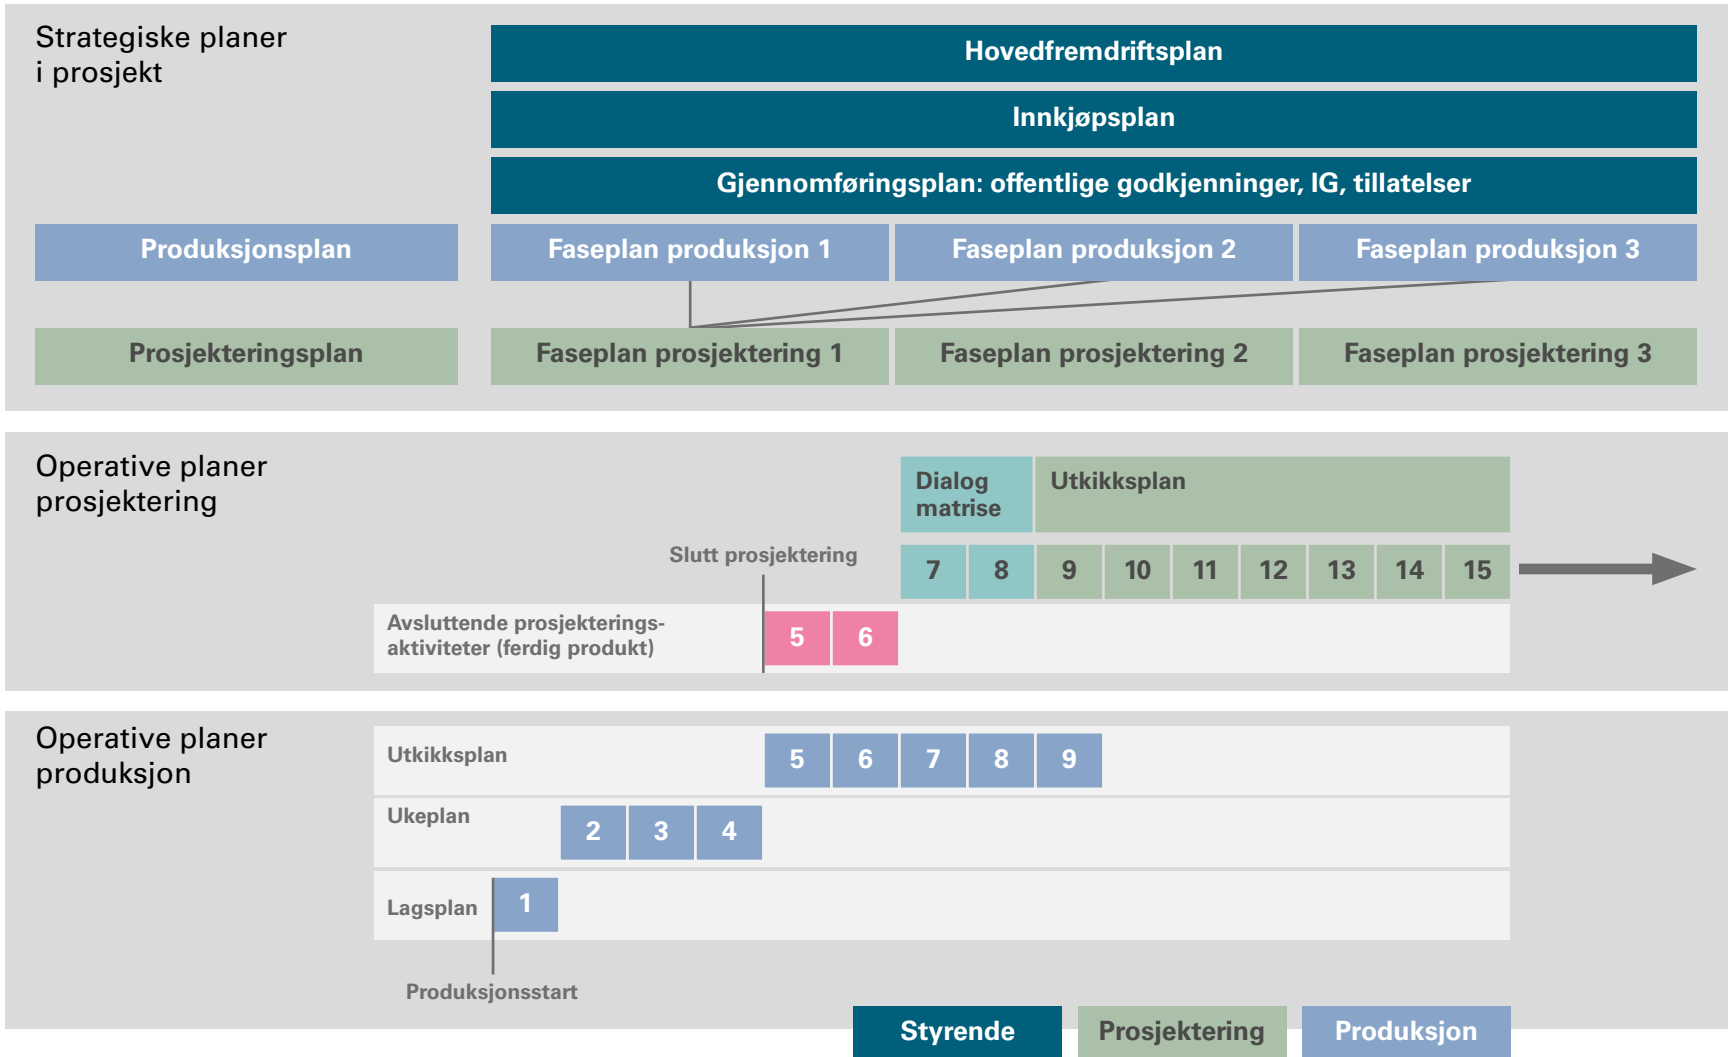 Strategiske planer
i prosjekt
Hovedfremdriftsplan
Innkjøpsplan
Gjennomføringsplan: offentlige godkjenninger, IG, tillatelser
Produksjonsplan
Faseplan produksjon 1
Faseplan produksjon 2
Faseplan produksjon 3
Prosjekteringsplan
Faseplan prosjektering 1
Faseplan prosjektering 2
Faseplan prosjektering 3
Operative planer
prosjektering
Dialog
matrise
Utkikksplan
Slutt prosjektering
7 8 9 10 11 12 13 14 15
Avsluttende prosjekterings-
aktiviteter (ferdig produkt)
5 6
Operative planer
produksjon
Utkikksplan
5 6 7 8 9
Ukeplan
2 3 4
Lagsplan
1
Produksjonsstart
Styrende
Prosjektering
Produksjon